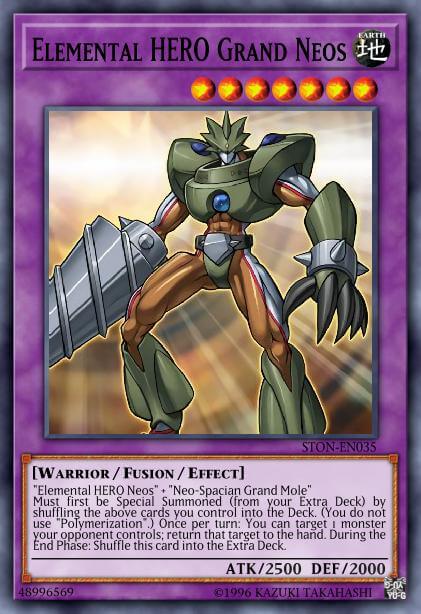 Elemental HERO Grand Neos
EARTH
地
STON-EN035
[Warrior / Fusion / Effect]
"Elemental HERO Neos" + "Neo-Spacian Grand Mole"
Must first be Special Summoned (from your Extra Deck) by
shuffling the above cards you control into the Deck. (You do not
use "Polymerization".) Once per turn: You can target 1 monster
your opponent controls; return that target to the hand. During the
End Phase: Shuffle this card into the Extra Deck.
ATK/2500 DEF/2000
48996569
©1996 KAZUKI TAKAHASHI